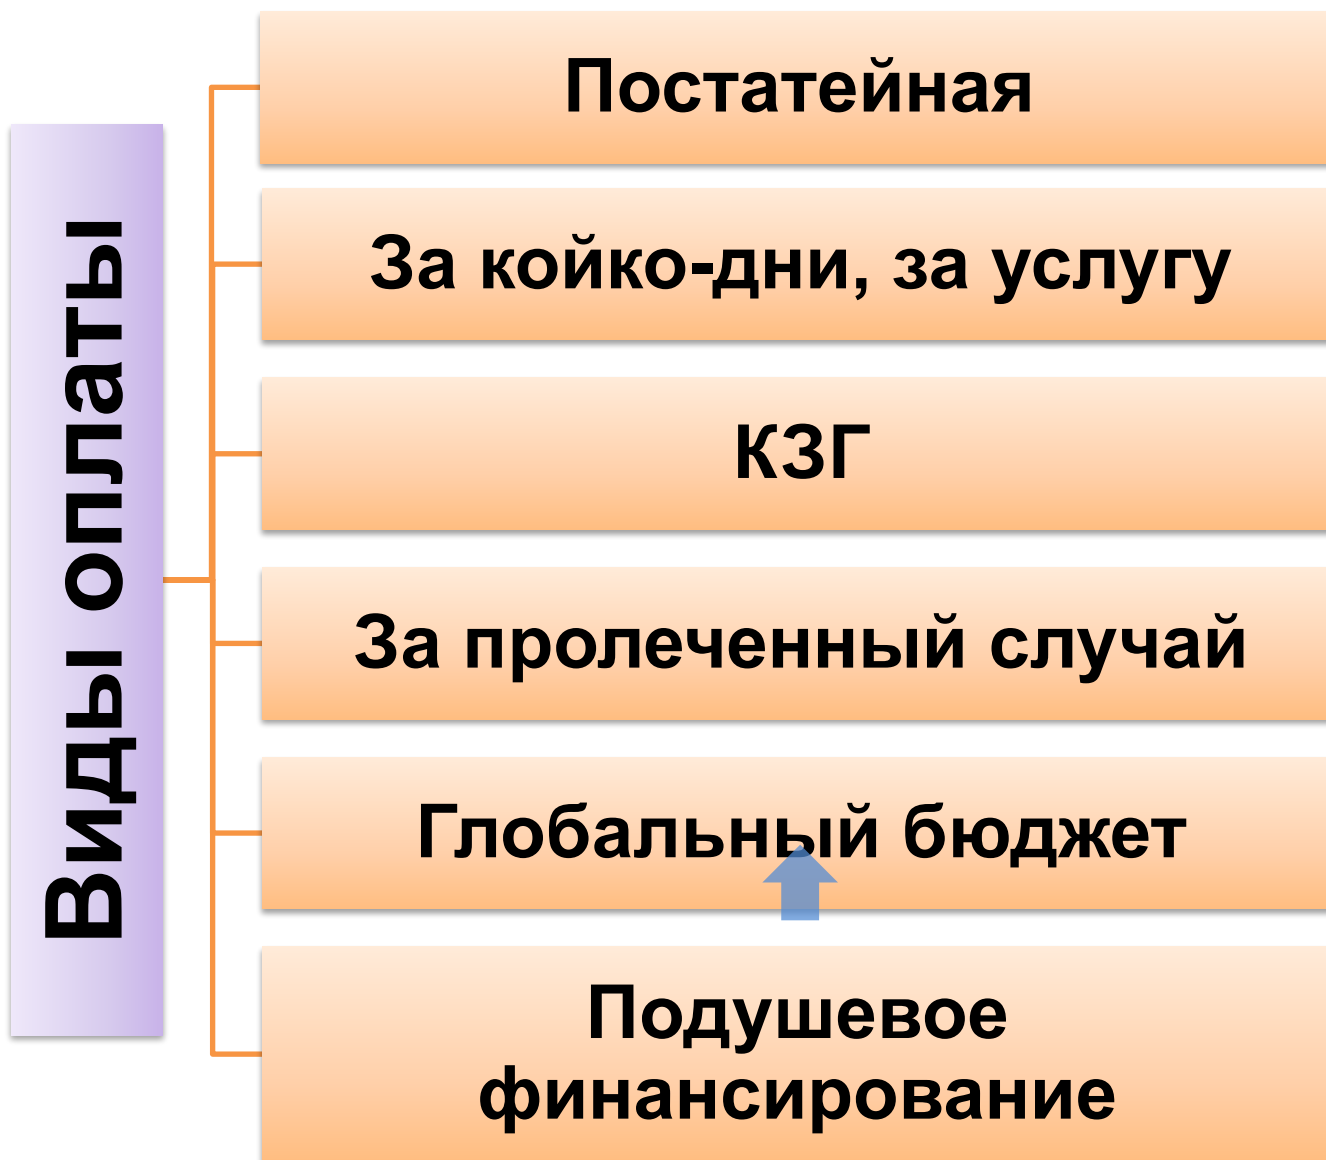 Виды оплаты
Постатейная
За койко-дни, за услугу
КЗГ
За пролеченный случай
Глобальный бюджет
Подушевое
финансирование